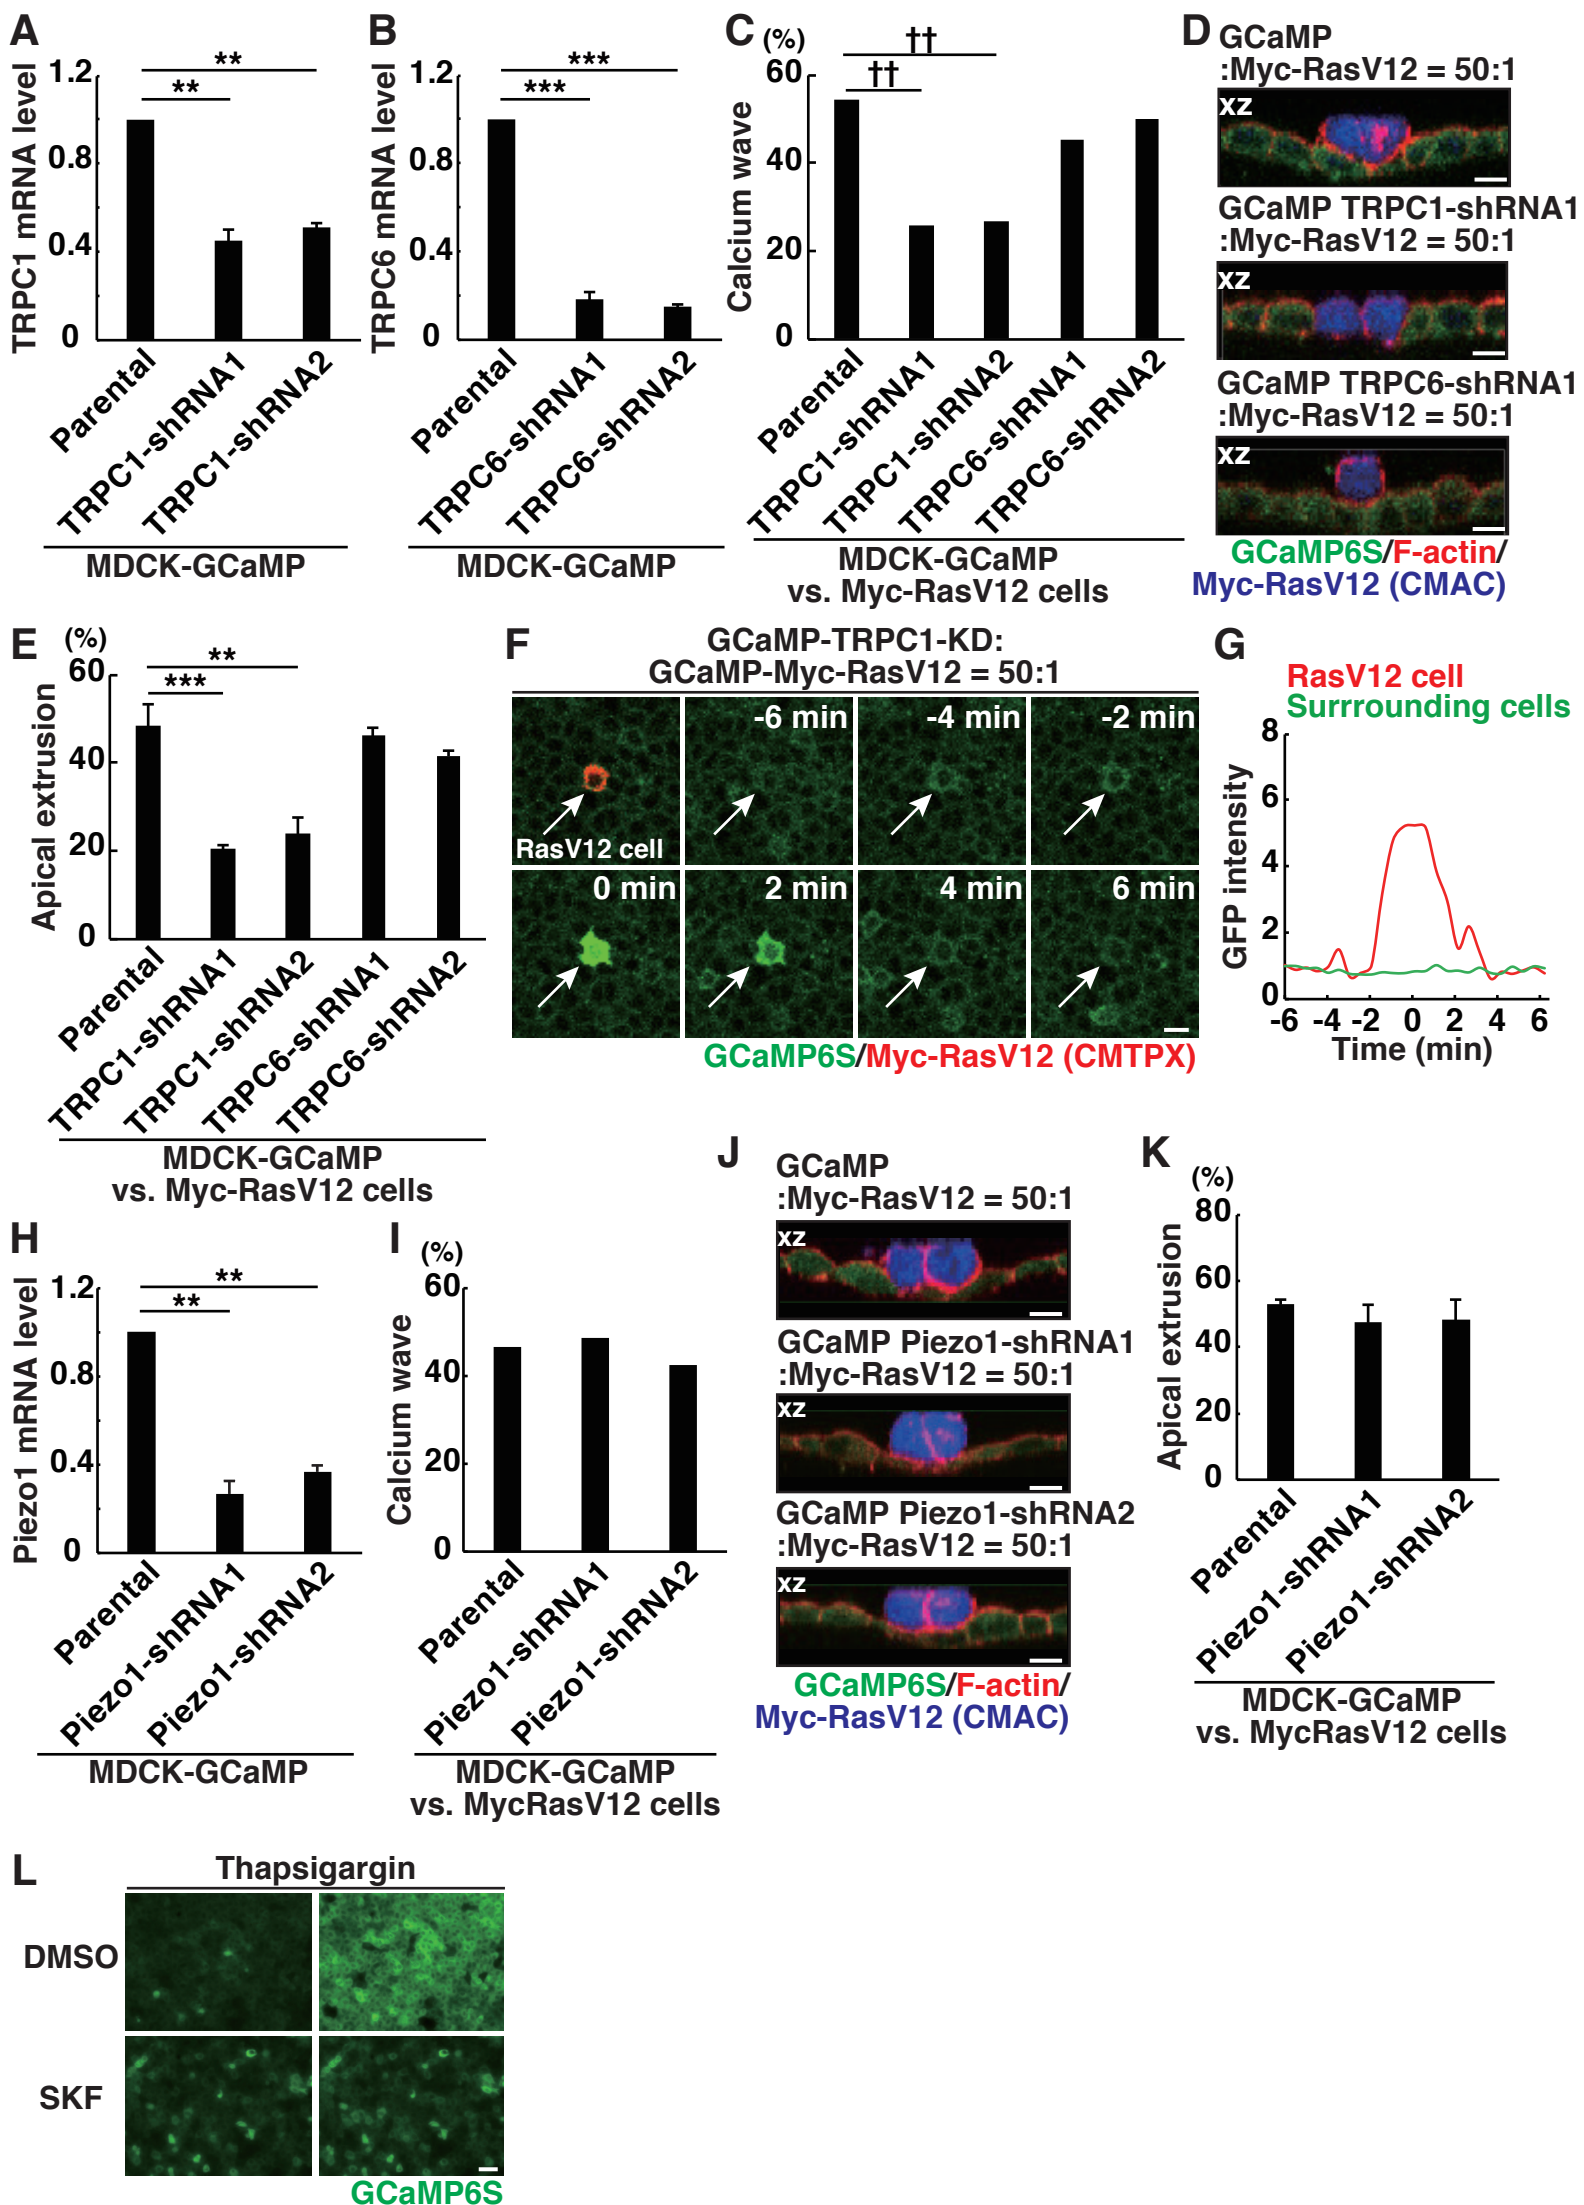 A
TRPC1 mRNA level
1.2
0.8
0.4
0
**
**
Parental
TRPC1-shRNA1
TRPC1-shRNA2
MDCK-GCaMP
B
TRPC6 mRNA level
1.2
0.8
0.4
0
***
***
Parental
TRPC6-shRNA1
TRPC6-shRNA2
MDCK-GCaMP
C
(%)
Calcium wave
60
40
20
0
††
††
Parental
TRPC1-shRNA1
TRPC1-shRNA2
TRPC6-shRNA1
TRPC6-shRNA2
MDCK-GCaMP
vs. Myc-RasV12 cells
D
GCaMP
:Myc-RasV12 = 50:1
xz
GCaMP TRPC1-shRNA1
:Myc-RasV12 = 50:1
xz
GCaMP TRPC6-shRNA1
:Myc-RasV12 = 50:1
xz
GCaMP6S/F-actin/
Myc-RasV12 (CMAC)
E
(%)
Apical extrusion
60
40
20
0
**
***
Parental
TRPC1-shRNA1
TRPC1-shRNA2
TRPC6-shRNA1
TRPC6-shRNA2
MDCK-GCaMP
vs. Myc-RasV12 cells
F
GCaMP-TRPC1-KD:
GCaMP-Myc-RasV12 = 50:1
RasV12 cell
-6 min
-4 min
-2 min
0 min
2 min
4 min
6 min
GCaMP6S/Myc-RasV12 (CMTPX)
G
RasV12 cell
Surrrounding cells
GFP intensity
8
6
4
2
0
-6 -4 -2 0 2 4 6
Time (min)
H
Piezo1 mRNA level
1.2
0.8
0.4
0
**
**
Parental
Piezo1-shRNA1
Piezo1-shRNA2
MDCK-GCaMP
I
(%)
Calcium wave
60
40
20
0
Parental
Piezo1-shRNA1
Piezo1-shRNA2
MDCK-GCaMP
vs. MycRasV12 cells
J
GCaMP
:Myc-RasV12 = 50:1
xz
GCaMP Piezo1-shRNA1
:Myc-RasV12 = 50:1
xz
GCaMP Piezo1-shRNA2
:Myc-RasV12 = 50:1
xz
GCaMP6S/F-actin/
Myc-RasV12 (CMAC)
K
(%)
Apical extrusion
80
60
40
20
0
Parental
Piezo1-shRNA1
Piezo1-shRNA2
MDCK-GCaMP
vs. MycRasV12 cells
L
Thapsigargin
DMSO
SKF
GCaMP6S